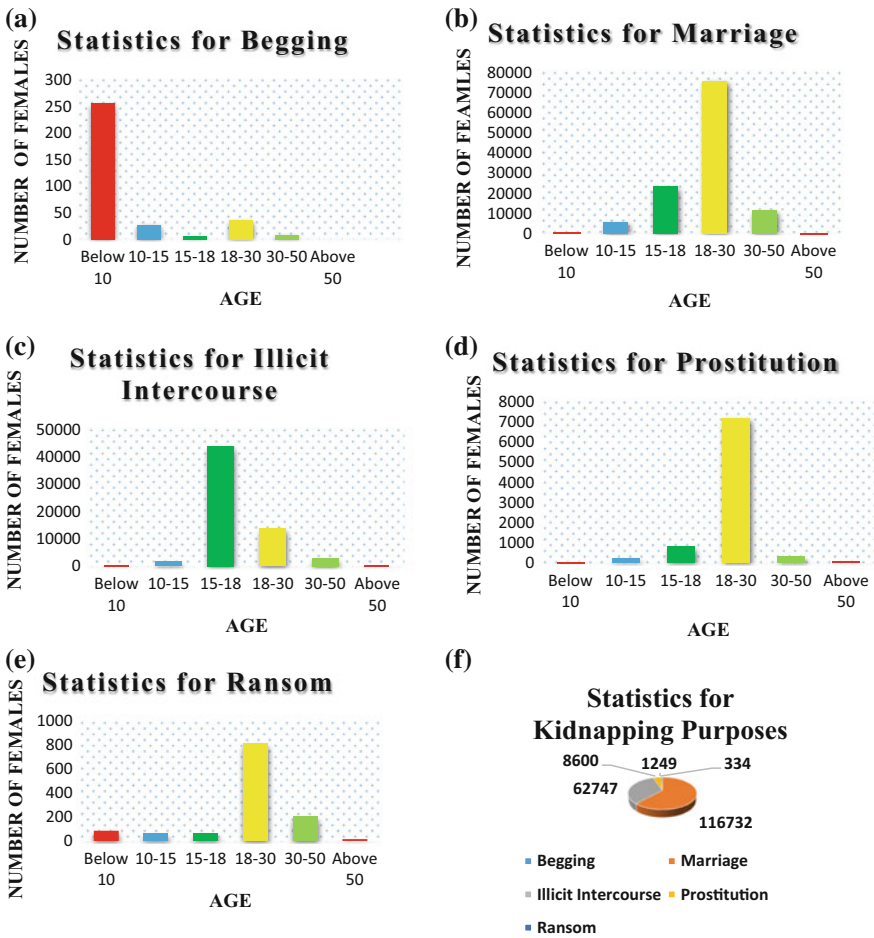 (a)
Statistics for Begging
NUMBER OF FEMALES
300
250
200
150
100
50
0
Below 10-15 15-18 18-30 30-50 Above
10 50
AGE
(b)
Statistics for Marriage
NUMBER OF FEAMLES
80000
70000
60000
50000
40000
30000
20000
10000
0
Below 10-15 15-18 18-30 30-50 Above
10 50
AGE
(c)
Statistics for Illicit
Intercourse
NUMBER OF FEMALES
50000
40000
30000
20000
10000
0
Below 10-15 15-18 18-30 30-50 Above
10 50
AGE
(d)
Statistics for Prostitution
NUMBER OF FEMALES
8000
7000
6000
5000
4000
3000
2000
1000
0
Below 10-15 15-18 18-30 30-50 Above
10 50
AGE
(e)
Statistics for Ransom
NUMBER OF FEMALES
1000
800
600
400
200
0
Below 10-15 15-18 18-30 30-50 Above
10 50
AGE
(f)
Statistics for
Kidnapping Purposes
8600 1249 334
62747
116732
Begging Marriage
Illicit Intercourse Prostitution
Ransom